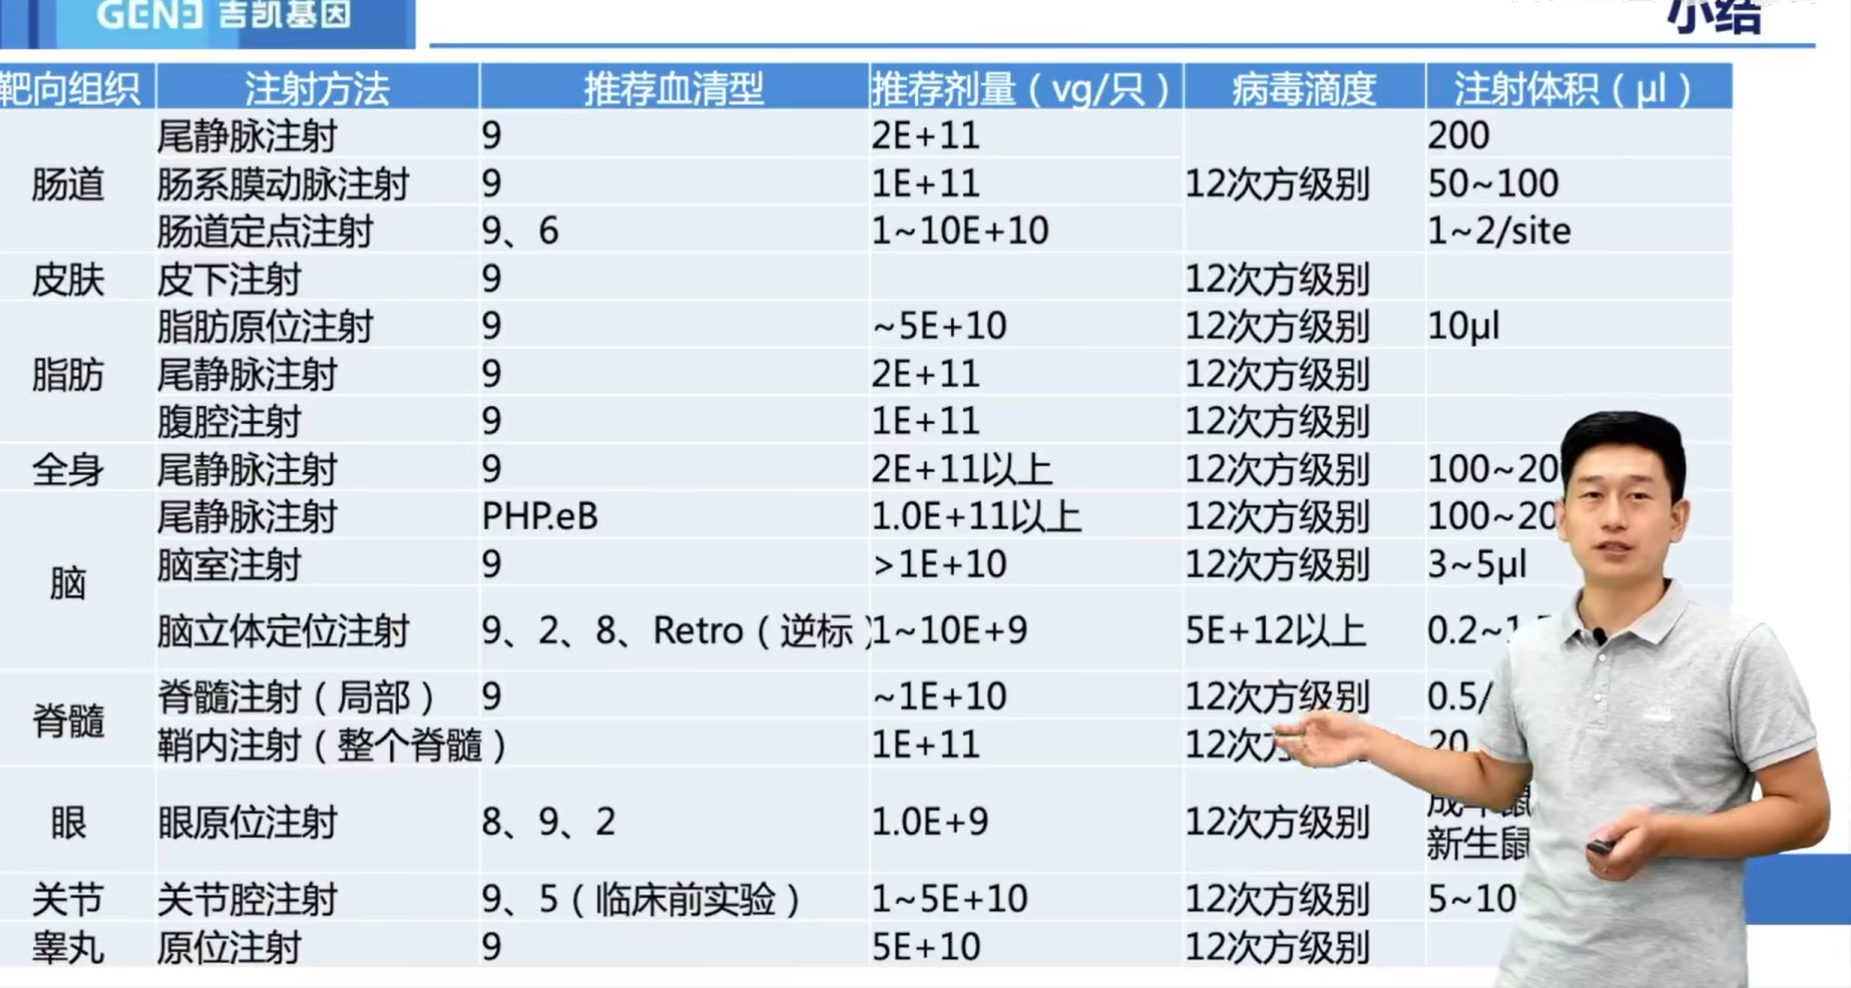 GENE 吉凯基因
小结
靶向组织 注射方法 推荐血清型 推荐剂量（vg/只） 病毒滴度 注射体积（μl）
尾静脉注射 9 2E+11 200
肠道 肠系膜动脉注射 9 1E+11 12次方级别 50~100
肠道定点注射 9、6 1~10E+10 1~2/site
皮肤 皮下注射 9 12次方级别
脂肪原位注射 9 ~5E+10 12次方级别 10μl
脂肪 尾静脉注射 9 2E+11 12次方级别
腹腔注射 9 1E+11 12次方级别
全身 尾静脉注射 9 2E+11以上 12次方级别 100~20
尾静脉注射 PHP.eB 1.0E+11以上 12次方级别 100~20
脑 脑室注射 9 >1E+10 12次方级别 3~5μl
脑立体定位注射 9、2、8、Retro（逆标） 1~10E+9 5E+12以上 0.2~1
脊髓 脊髓注射（局部） 9 ~1E+10 12次方级别 0.5/
鞘内注射（整个脊髓） 1E+11 12次 20
眼 眼原位注射 8、9、2 1.0E+9 12次方级别 成年鼠
新生鼠
关节 关节腔注射 9、5（临床前实验） 1~5E+10 12次方级别 5~10
睾丸 原位注射 9 5E+10 12次方级别